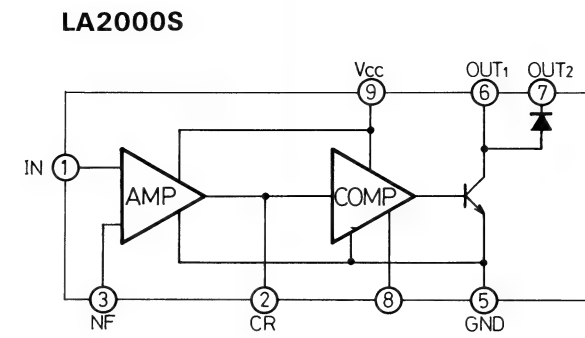 LA2000S
Vcc OUT1 OUT2
9 6 7
IN 1
AMP COMP
3 2 8 5
NF CR GND